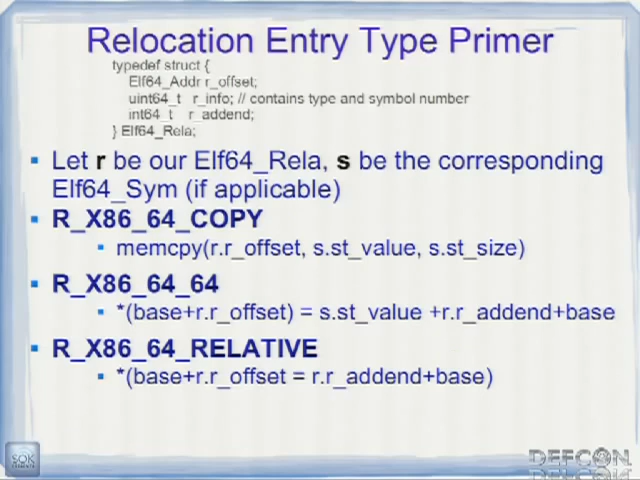 Relocation Entry Type Primer
typedef struct {
Elf64_Addr r_offset;
uint64_t r_info; // contains type and symbol number
int64_t r_addend;
} Elf64_Rela;
Let r be our Elf64_Rela, s be the corresponding
Elf64_Sym (if applicable)
R_X86_64_COPY
memcpy(r.r_offset, s.st_value, s.st_size)
R_X86_64_64
*(base+r.r_offset) = s.st_value +r.r_addend+base
R_X86_64_RELATIVE
*(base+r.r_offset = r.r_addend+base)
SOK
DEFCON